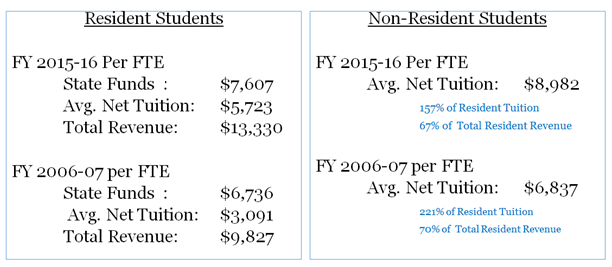 Resident Students
FY 2015-16 Per FTE
State Funds : $7,607
Avg. Net Tuition: $5,723
Total Revenue: $13,330
FY 2006-07 per FTE
State Funds : $6,736
Avg. Net Tuition: $3,091
Total Revenue: $9,827
Non-Resident Students
FY 2015-16 Per FTE
Avg. Net Tuition: $8,982
157% of Resident Tuition
67% of Total Resident Revenue
FY 2006-07 per FTE
Avg. Net Tuition: $6,837
221% of Resident Tuition
70% of Total Resident Revenue